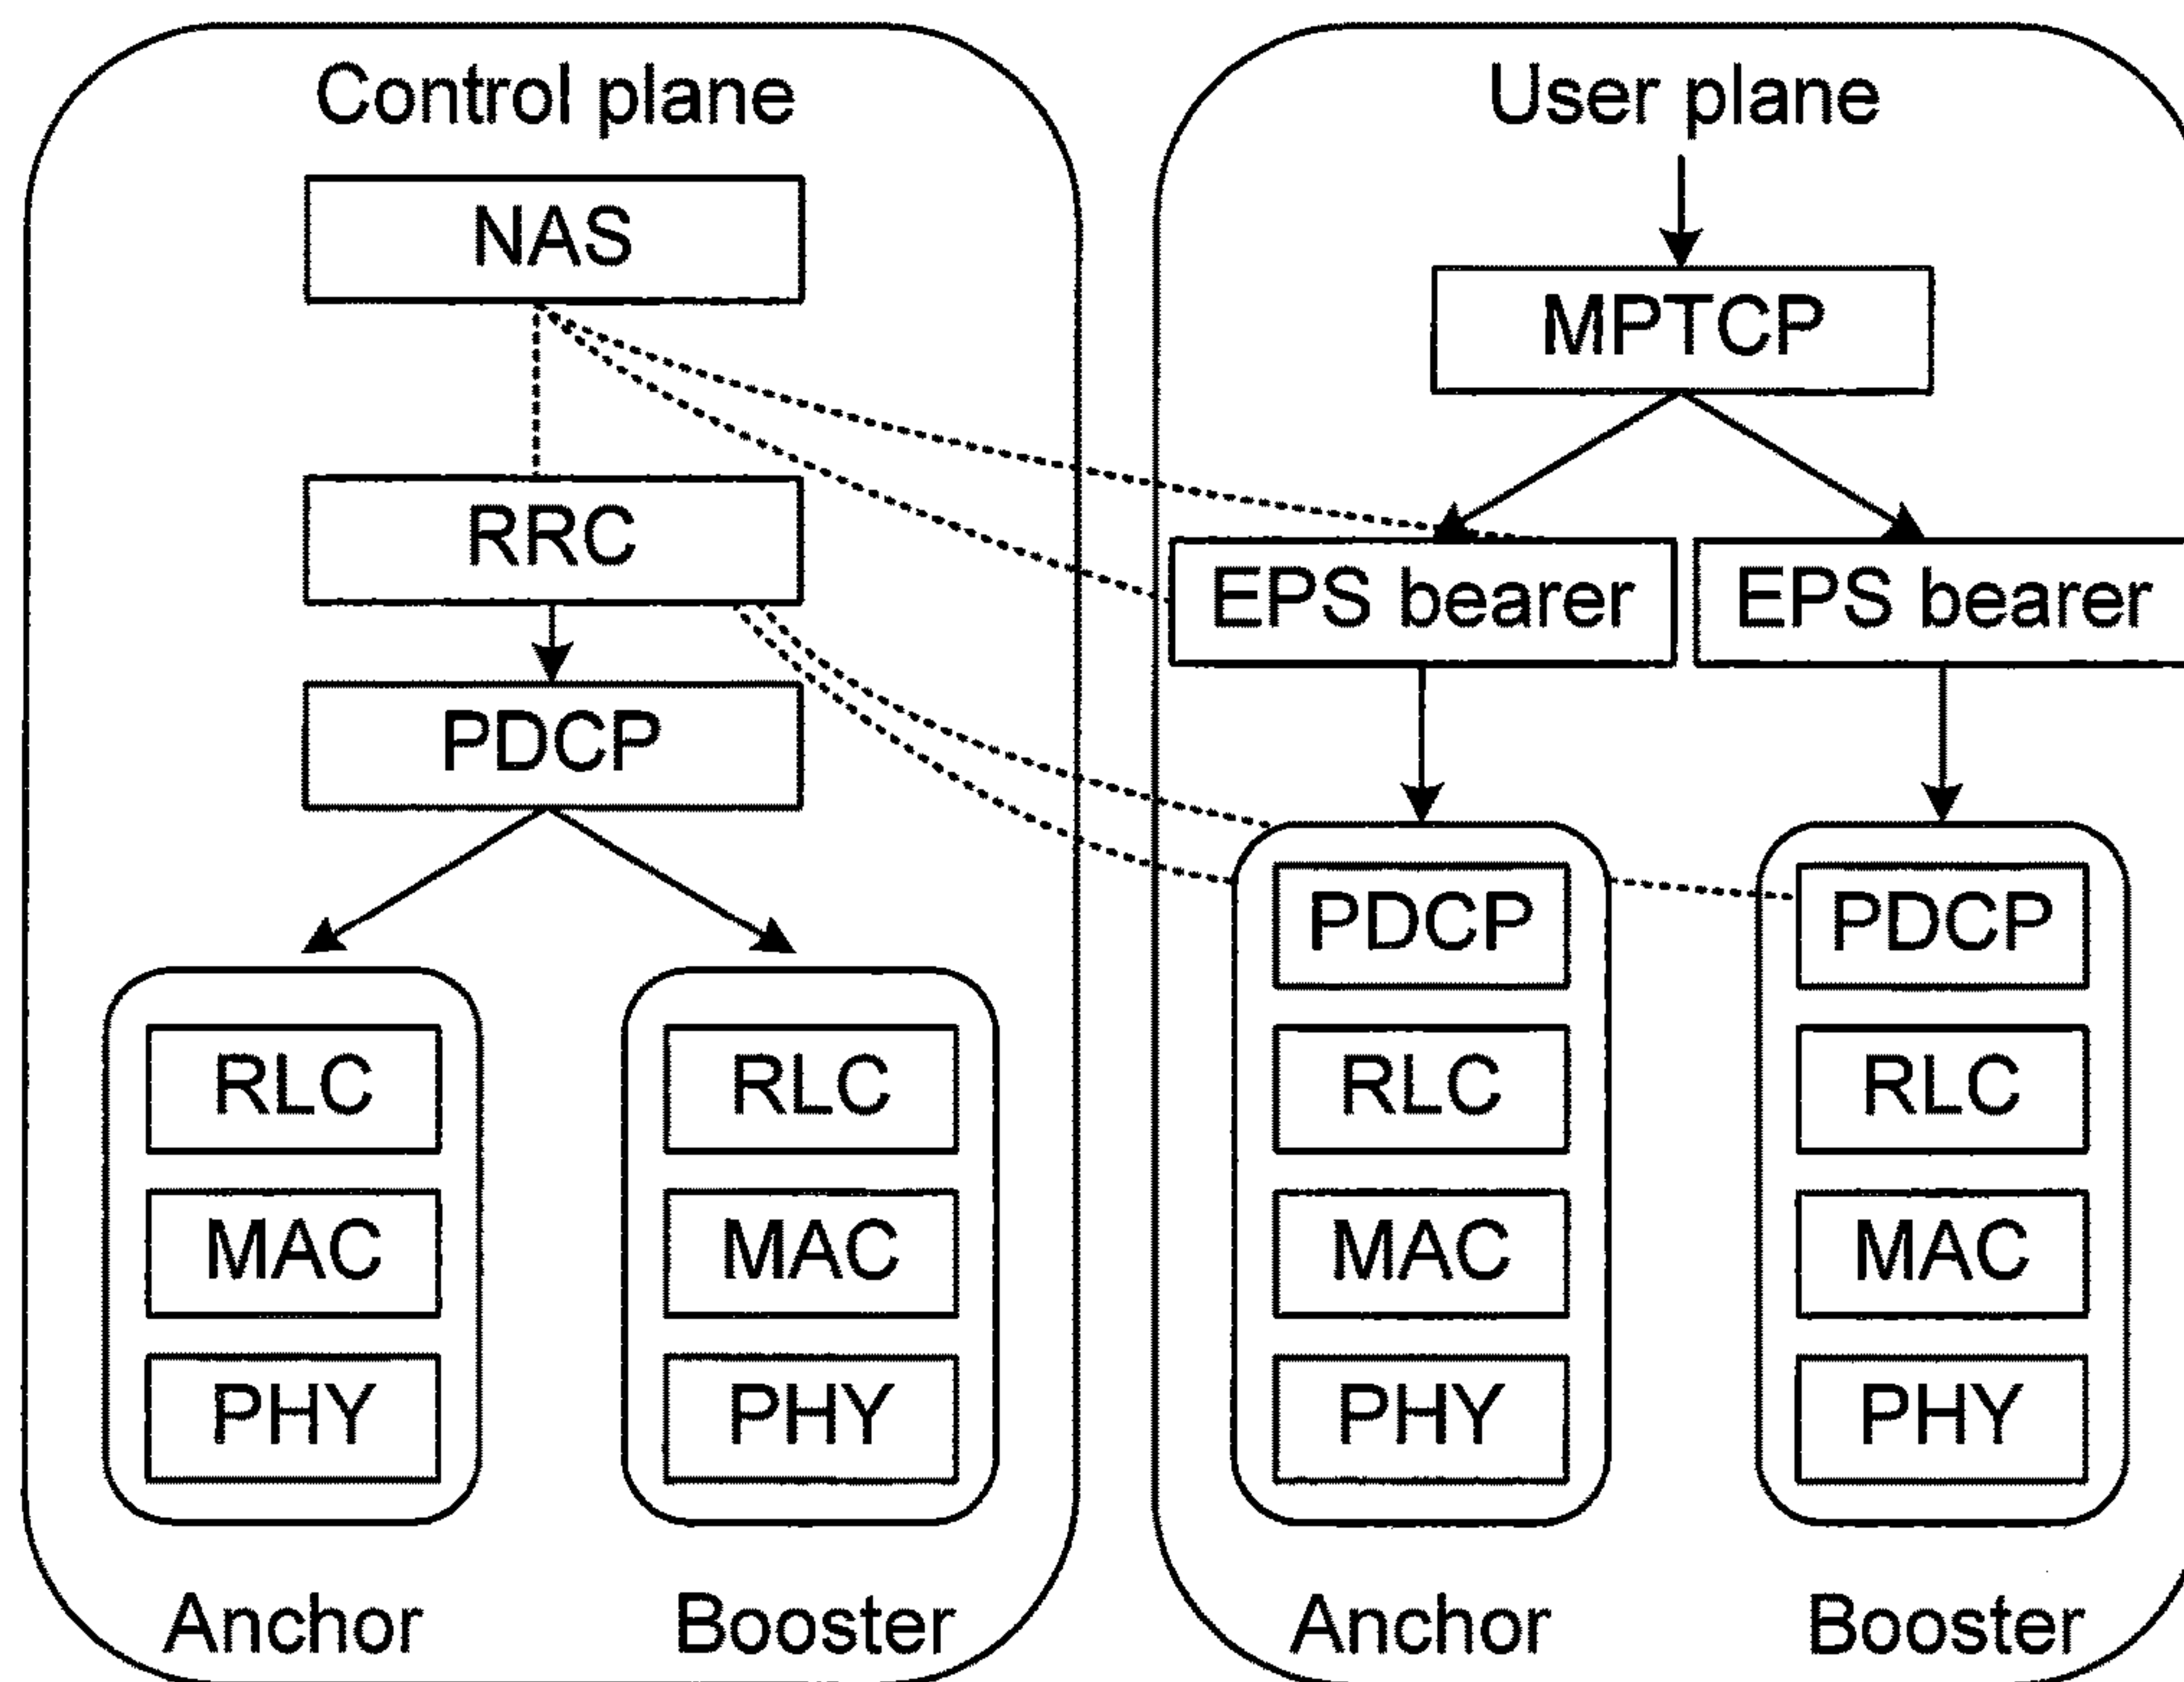 Control plane
NAS
RRC
PDCP
RLC
MAC
PHY
Anchor
RLC
MAC
PHY
Booster
User plane
MPTCP
EPS bearer
EPS bearer
PDCP
RLC
MAC
PHY
Anchor
PDCP
RLC
MAC
PHY
Booster